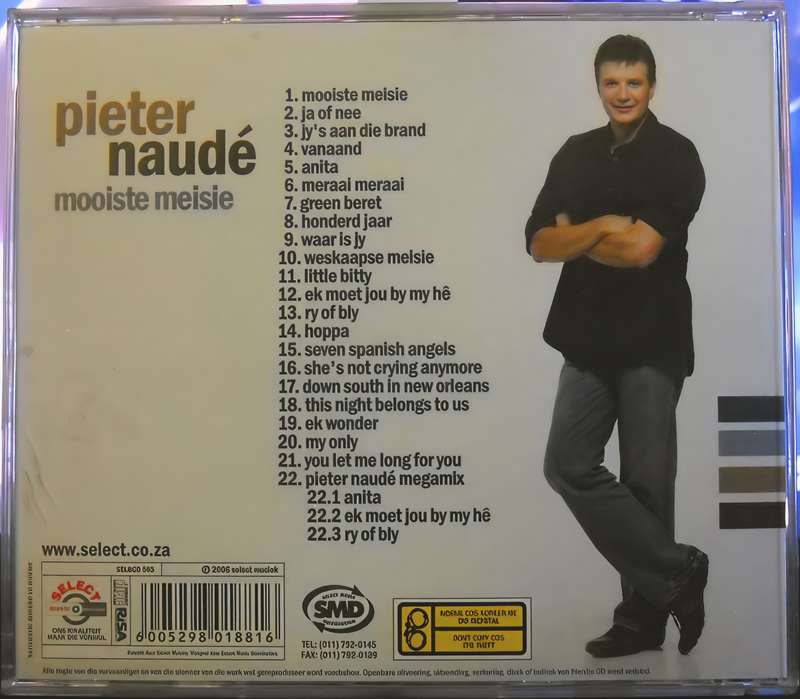 pieter
naudé
mooiste meisie
1. mooiste meisie
2. ja of nee
3. jy's aan die brand
4. vanaand
5. anita
6. meraai meraai
7. green beret
8. honderd jaar
9. waar is jy
10. weskaapse meisie
11. little bitty
12. ek moet jou by my hê
13. ry of bly
14. hoppa
15. seven spanish angels
16. she's not crying anymore
17. down south in new orleans
18. this night belongs to us
19. ek wonder
20. my only
21. you let me long for you
22. pieter naudé megamix
22.1 anita
22.2 ek moet jou by my hê
22.3 ry of bly
www.select.co.za
SELBCD 565
© 2006 select musiek
SELECT
RISA
6005298018816
SMD
TEL: (011) 792-0145
FAX: (011) 792-0139
DON'T COPY CDS